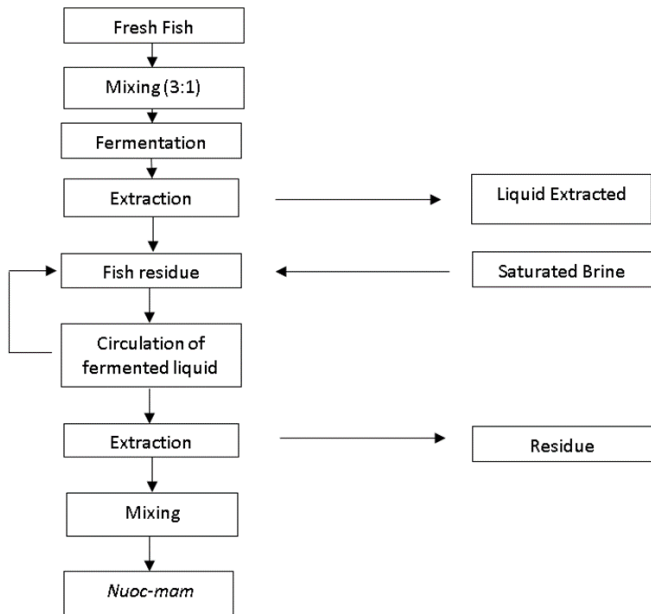 Fresh Fish
Mixing (3:1)
Fermentation
Extraction
Liquid Extracted
Fish residue
Saturated Brine
Circulation of
fermented liquid
Extraction
Residue
Mixing
Nuoc-mam